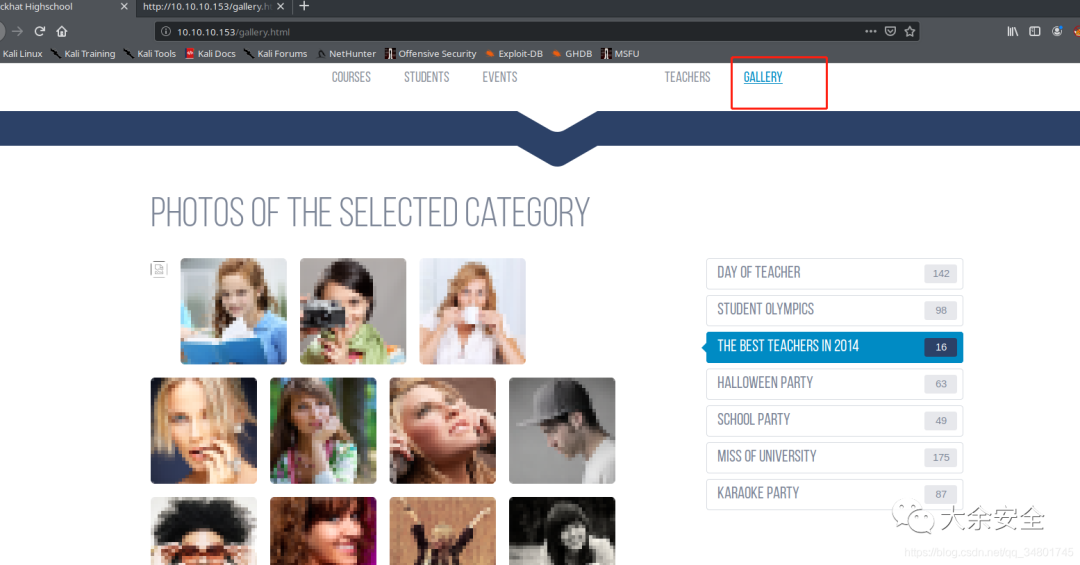 ckhat Highschool
http://10.10.10.153/gallery.h
10.10.10.153/gallery.html
Kali Linux Kali Training Kali Tools Kali Docs Kali Forums NetHunter Offensive Security Exploit-DB GHDB MSFU
COURSES STUDENTS EVENTS TEACHERS GALLERY
PHOTOS OF THE SELECTED CATEGORY
DAY OF TEACHER 142
STUDENT OLYMPICS 98
THE BEST TEACHERS IN 2014 16
HALLOWEEN PARTY 63
SCHOOL PARTY 49
MISS OF UNIVERSITY 175
KARAOKE PARTY 87
大余安全
https://blog.csdn.net/qq_34801745